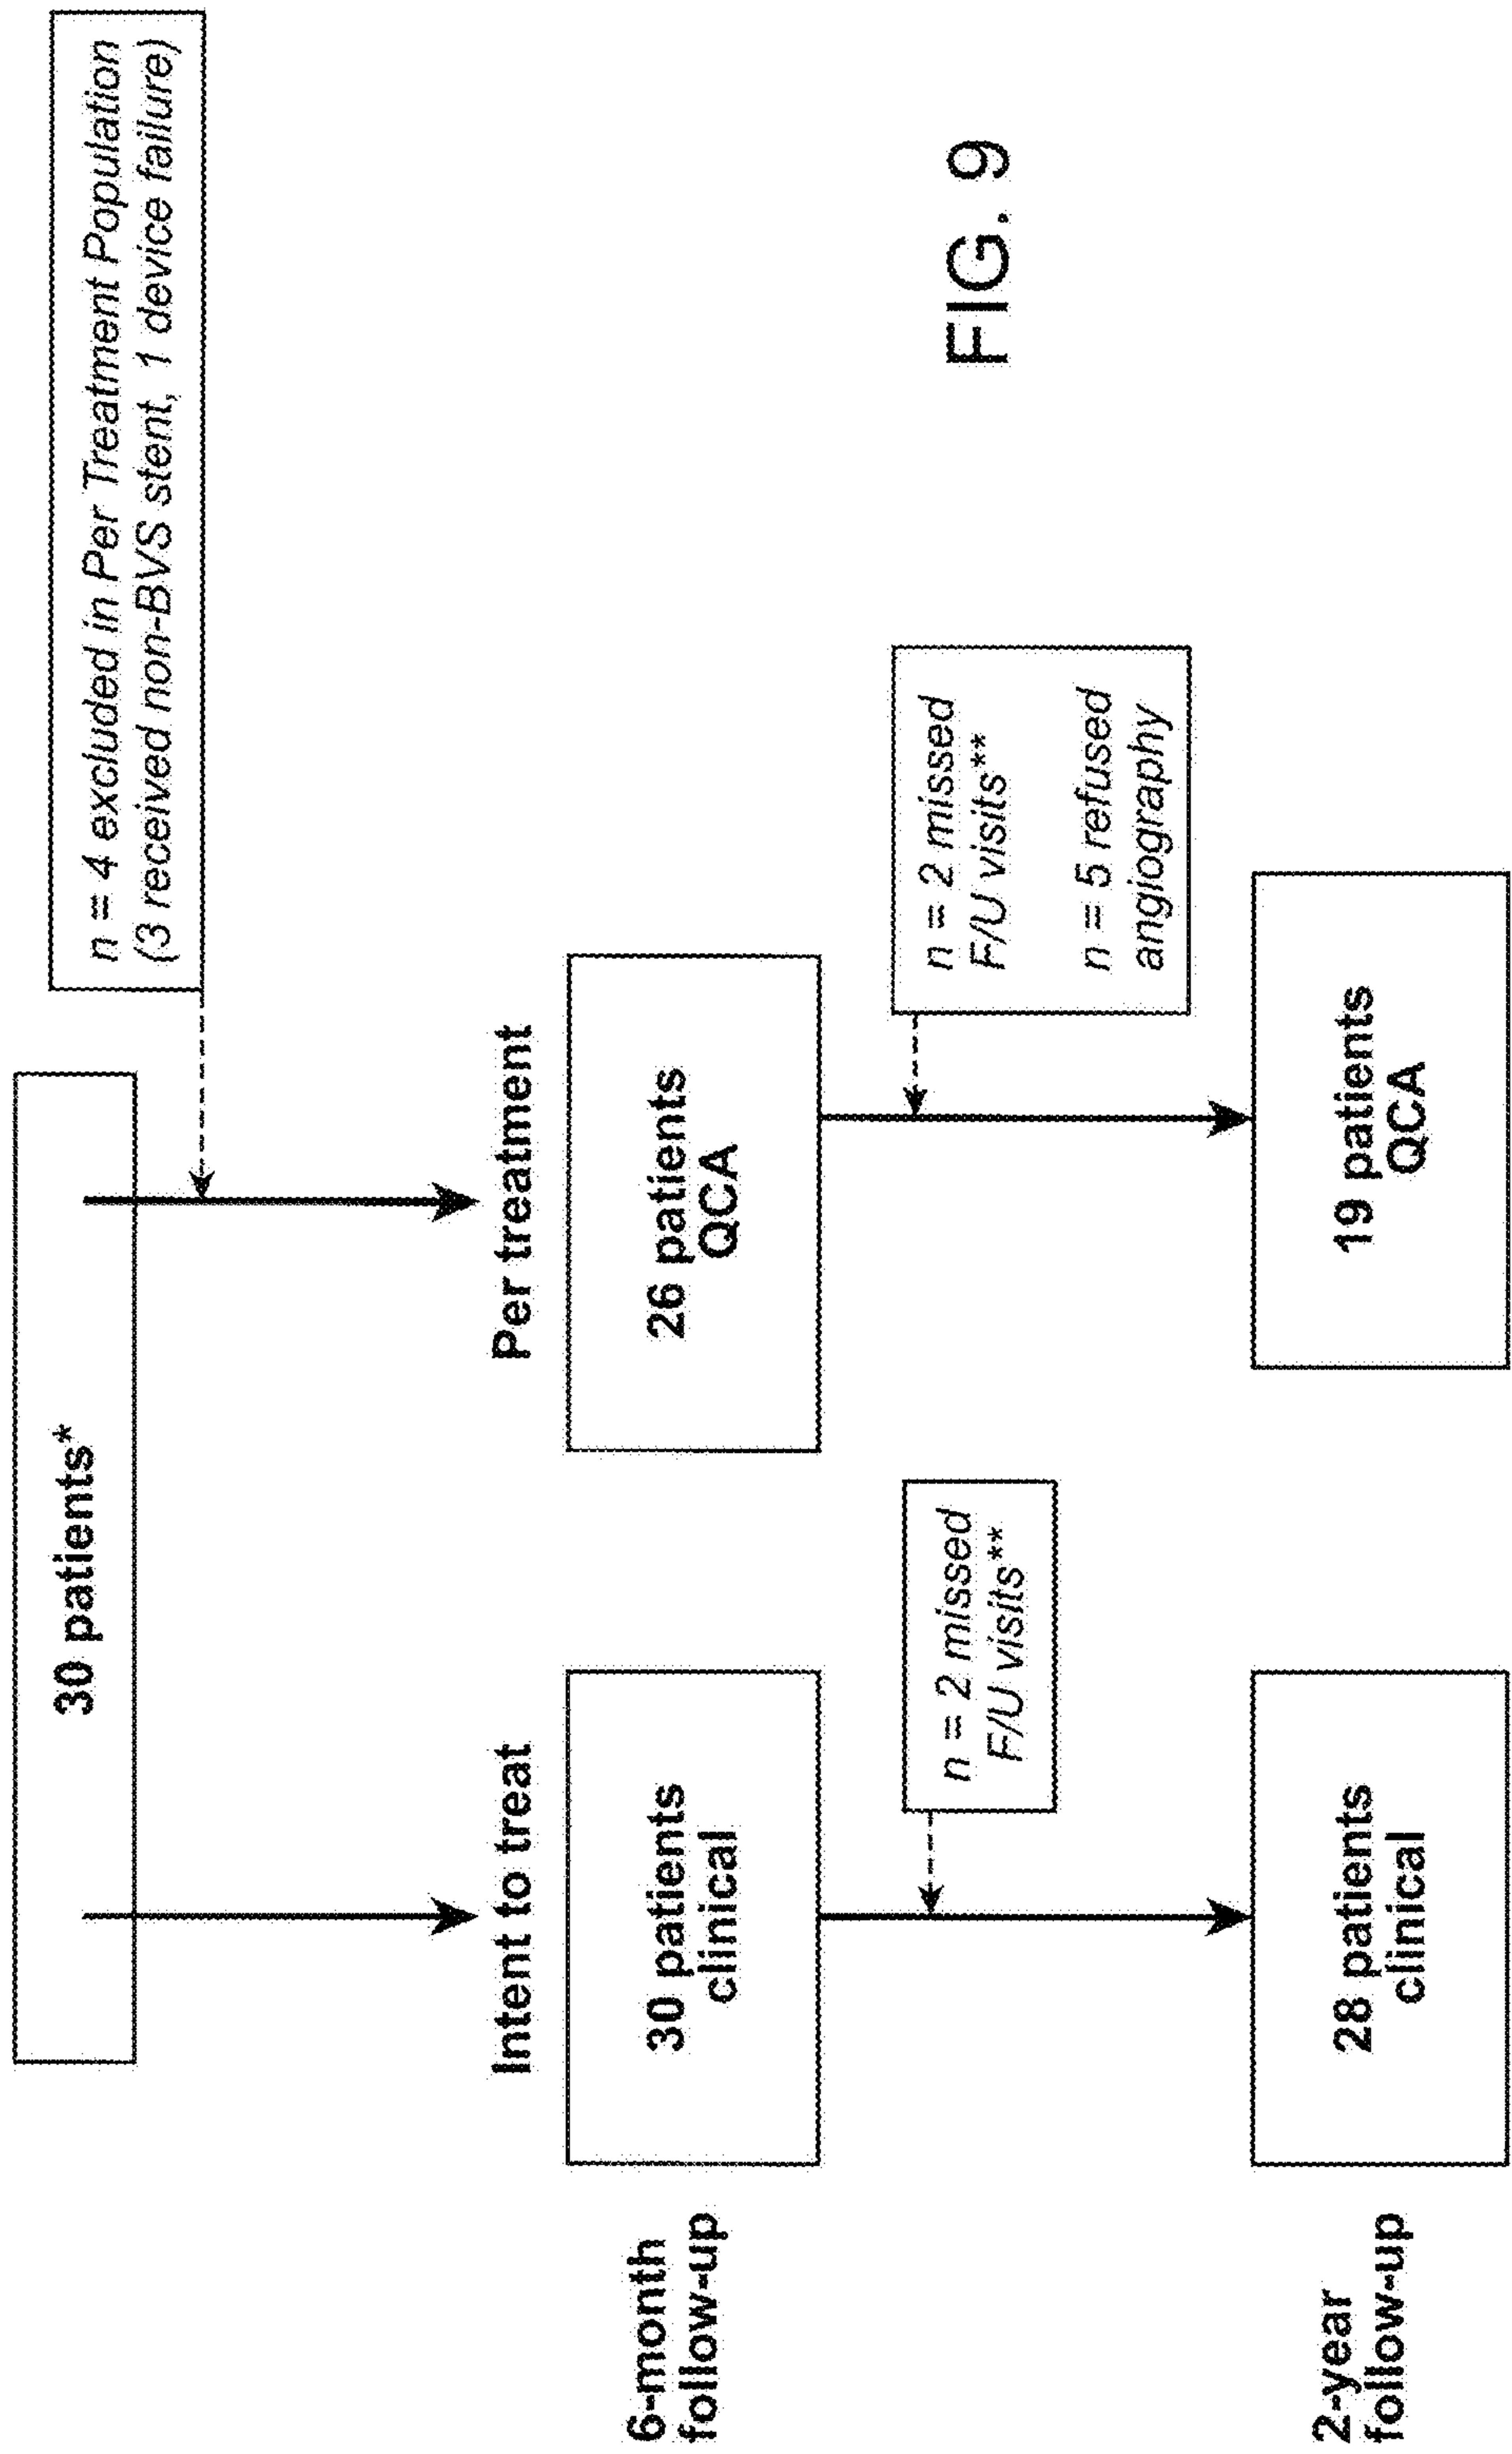 30 patients*
n = 4 excluded in Per Treatment Population
(3 received non-BVS stent, 1 device failure)
Intent to treat
Per treatment
6-month
follow-up
30 patients
clinical
26 patients
QCA
n = 2 missed
F/U visits**
n = 2 missed
F/U visits**
n = 5 refused
angiography
2-year
follow-up
28 patients
clinical
19 patients
QCA
FIG. 9